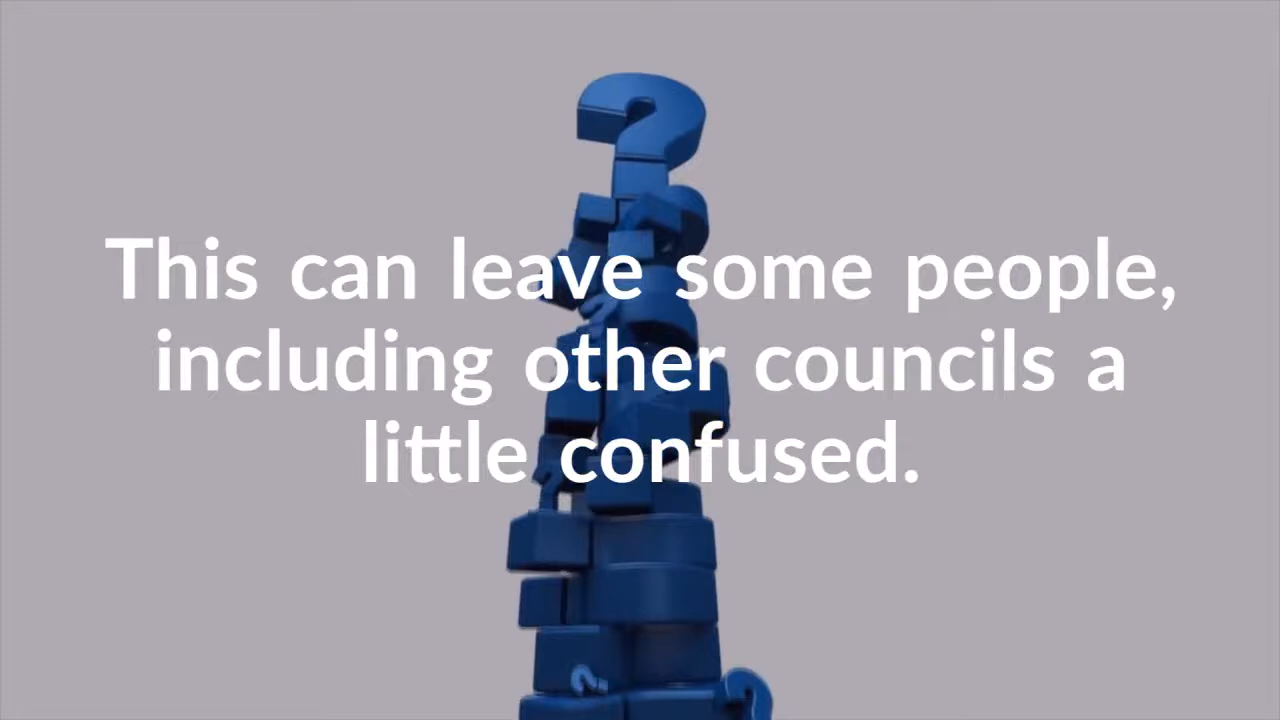 This can leave some people,
including other councils a
little confused.